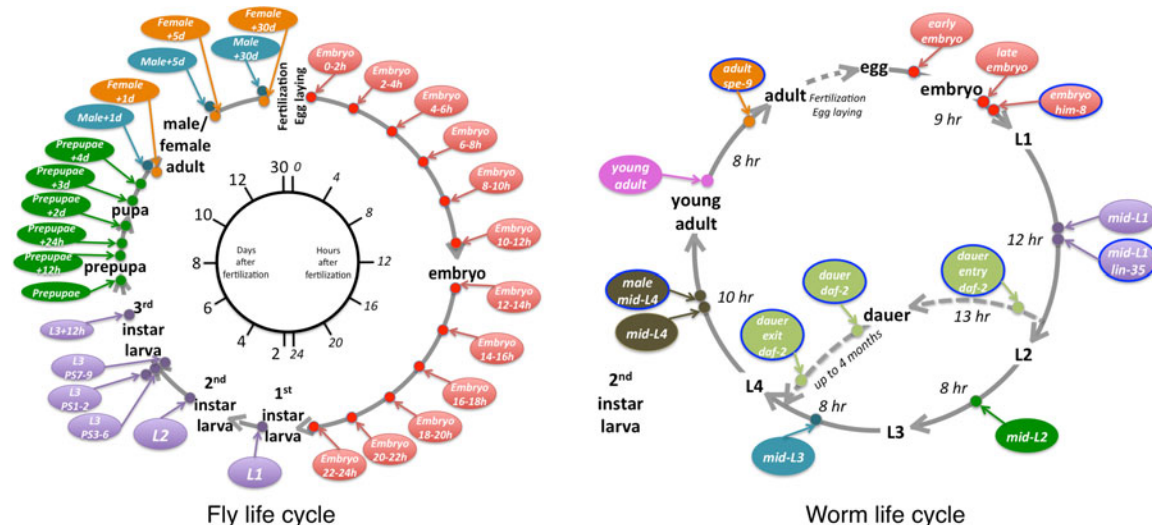 Female
+5d
Female
+30d
Male+5d
Male
+30d
Female
+1d
Male+1d
Prepupae
+4d
Prepupae
+3d
Prepupae
+2d
Prepupae
+24h
Prepupae
+12h
Prepupae
L3+12h
L3
PS7-9
L3
PS1-2
L3
PS3-6
L2
L1
Embryo
0-2h
Embryo
2-4h
Embryo
4-6h
Embryo
6-8h
Embryo
8-10h
Embryo
10-12h
Embryo
12-14h
Embryo
14-16h
Embryo
16-18h
Embryo
18-20h
Embryo
20-22h
Embryo
22-24h
Fertilization
Egg laying
male/
female
adult
pupa
prepupa
3rd
instar
larva
2nd
instar
larva
1st
instar
larva
embryo
30
0
4
8
12
16
20
24
2
4
6
8
10
12
Days
after
fertilization
Hours
after
fertilization
Fly life cycle
early
embryo
late
embryo
embryo
him-8
adult
spe-9
young
adult
egg
embryo
adult
Fertilization
Egg laying
9 hr
L1
8 hr
young
adult
mid-L1
mid-L1
lin-35
12 hr
male
mid-L4
mid-L4
10 hr
dauer
daf-2
dauer
entry
daf-2
dauer
exit
daf-2
dauer
13 hr
up to 4 months
L2
L4
8 hr
8 hr
L3
mid-L3
mid-L2
2nd
instar
larva
Worm life cycle